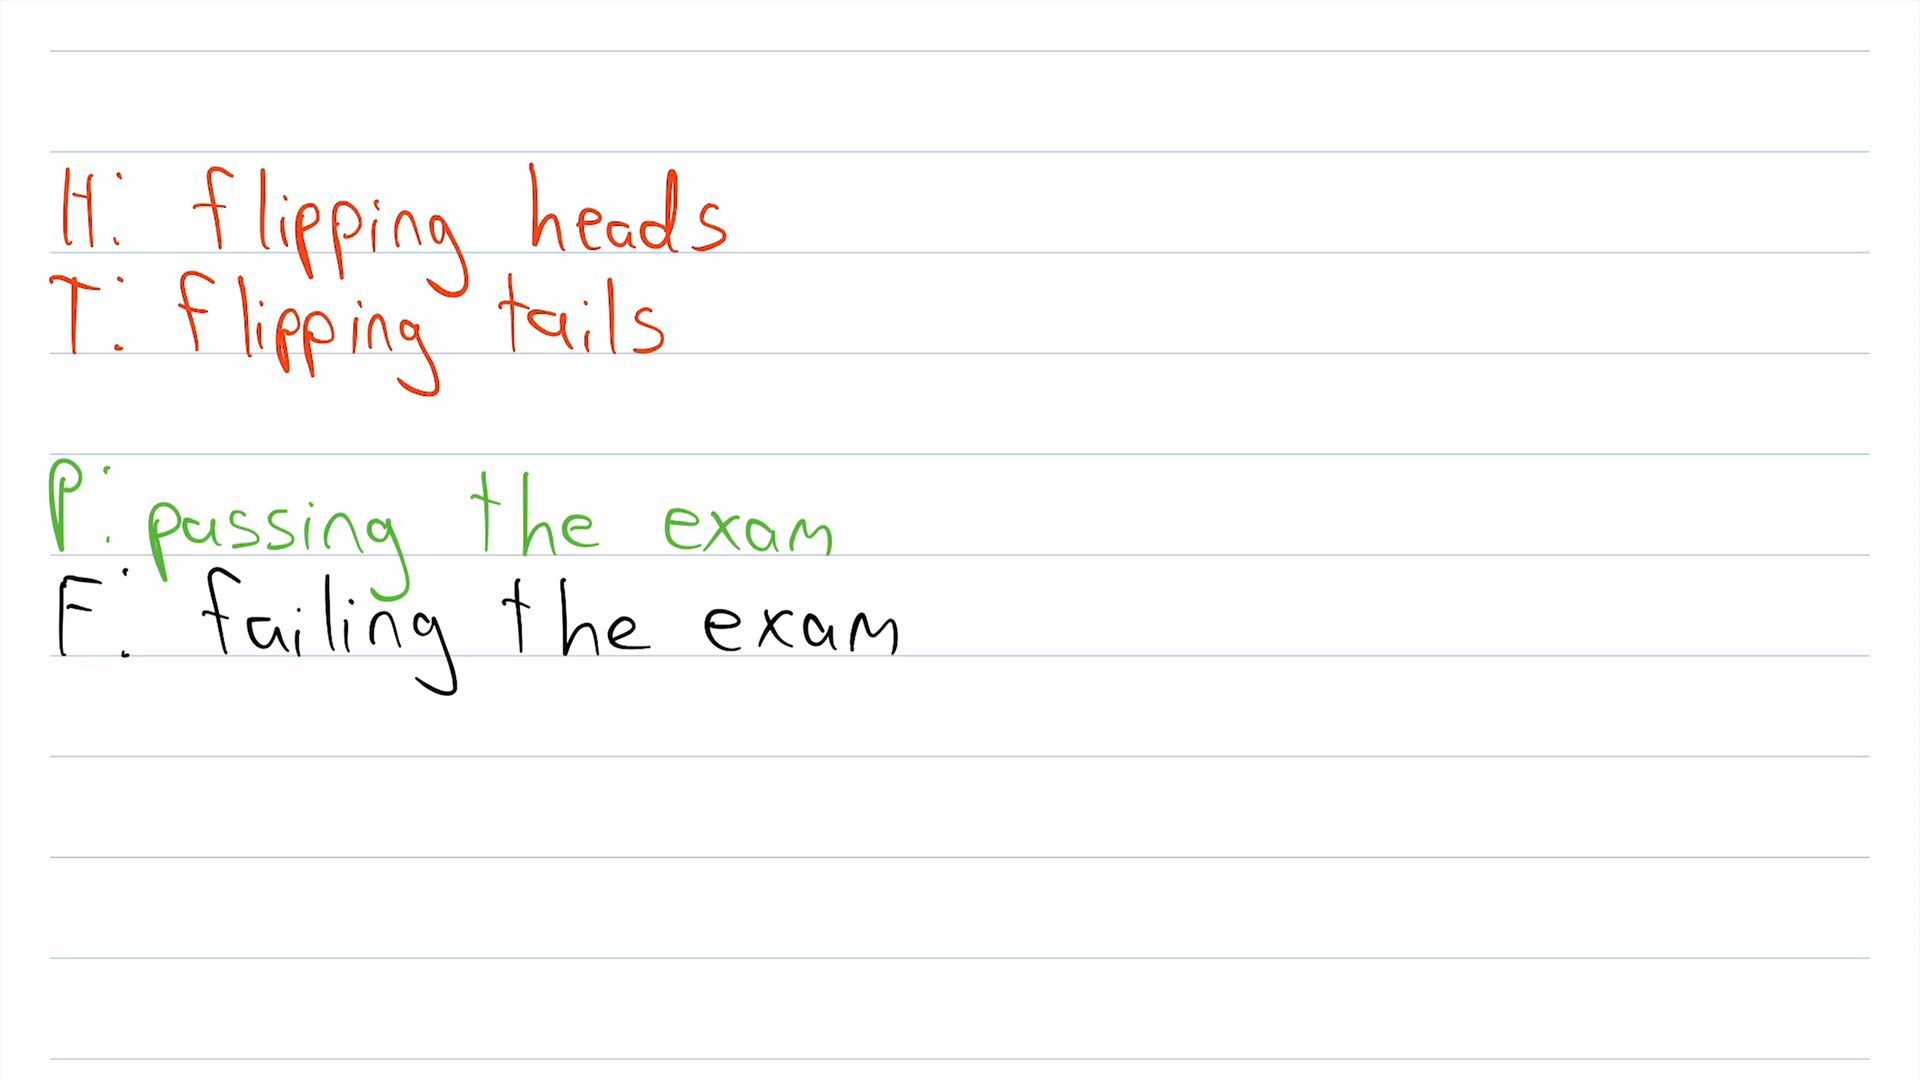 H: flipping heads
T: flipping tails
P: passing the exam
F: failing the exam